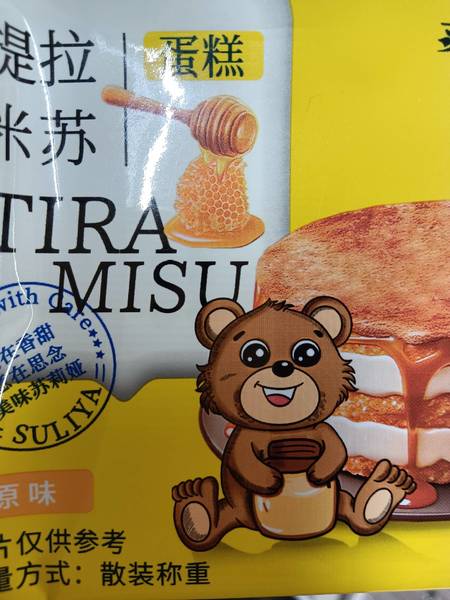 提拉
米苏
蛋糕
TIRA
MISU
with Care
在香甜
在思念
美味苏莉娅
SULIYA
原味
片仅供参考
量方式：散装称重